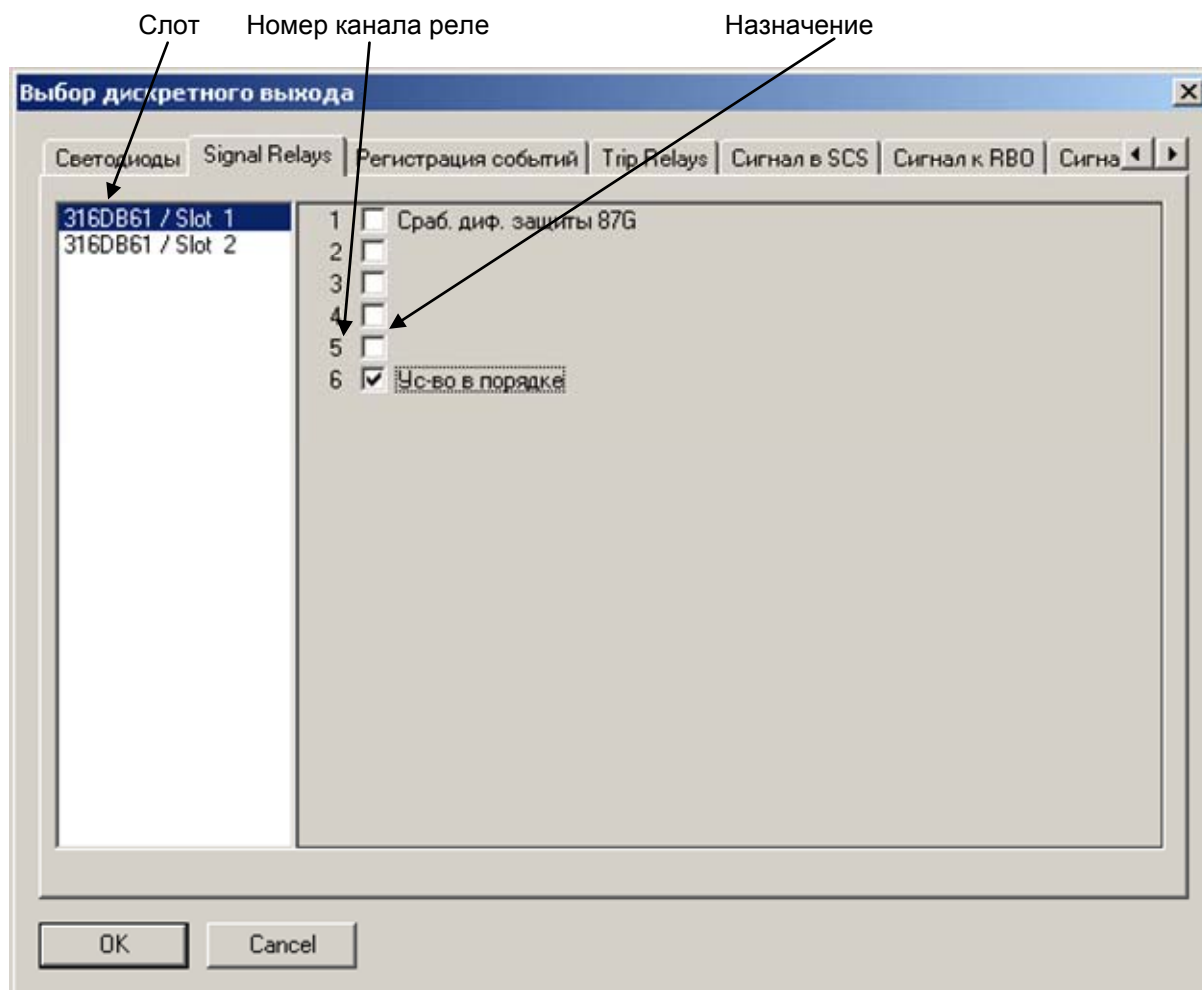 Слот Номер канала реле Назначение
Выбор дискретного выхода
Светодиоды Signal Relays Регистрация событий Trip Relays Сигнал в SCS Сигнал к RBO Сигна
316DB61 / Slot 1
316DB61 / Slot 2
1 Сраб. диф. защиты 87G
2
3
4
5
6 Ус-во в порядке
OK Cancel